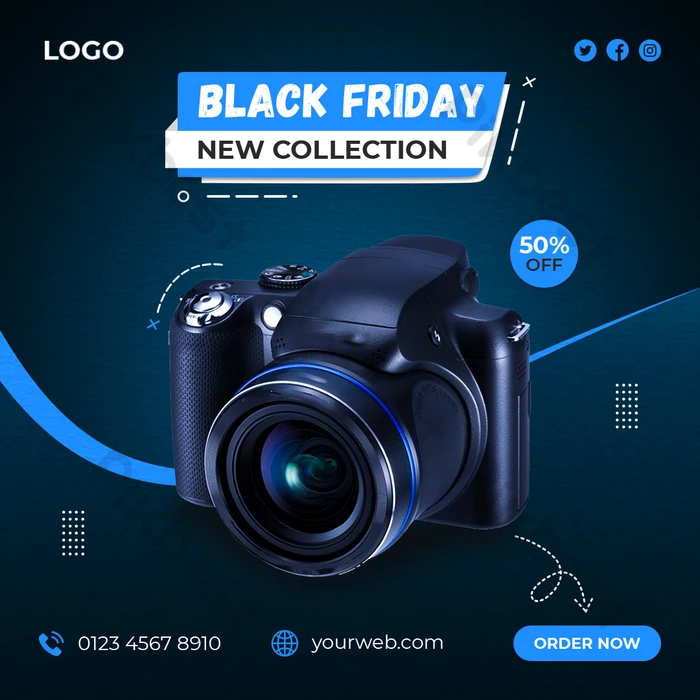 LOGO
BLACK FRIDAY
NEW COLLECTION
50%
OFF
0123 4567 8910
yourweb.com
ORDER NOW